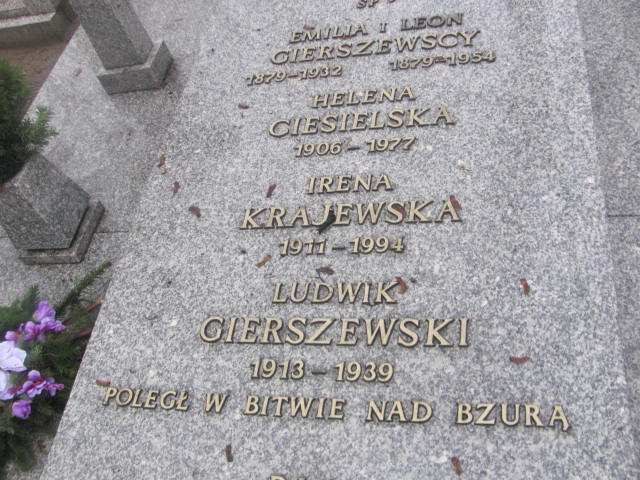 ŚP
EMILIA I LEON
GIERSZEWSCY
1879-1932 1879-1954
HELENA
CIESIELSKA
1906-1977
IRENA
KRAJEWSKA
1911-1994
LUDWIK
GIERSZEWSKI
1913-1939
POLEGŁ W BITWIE NAD BZURĄ